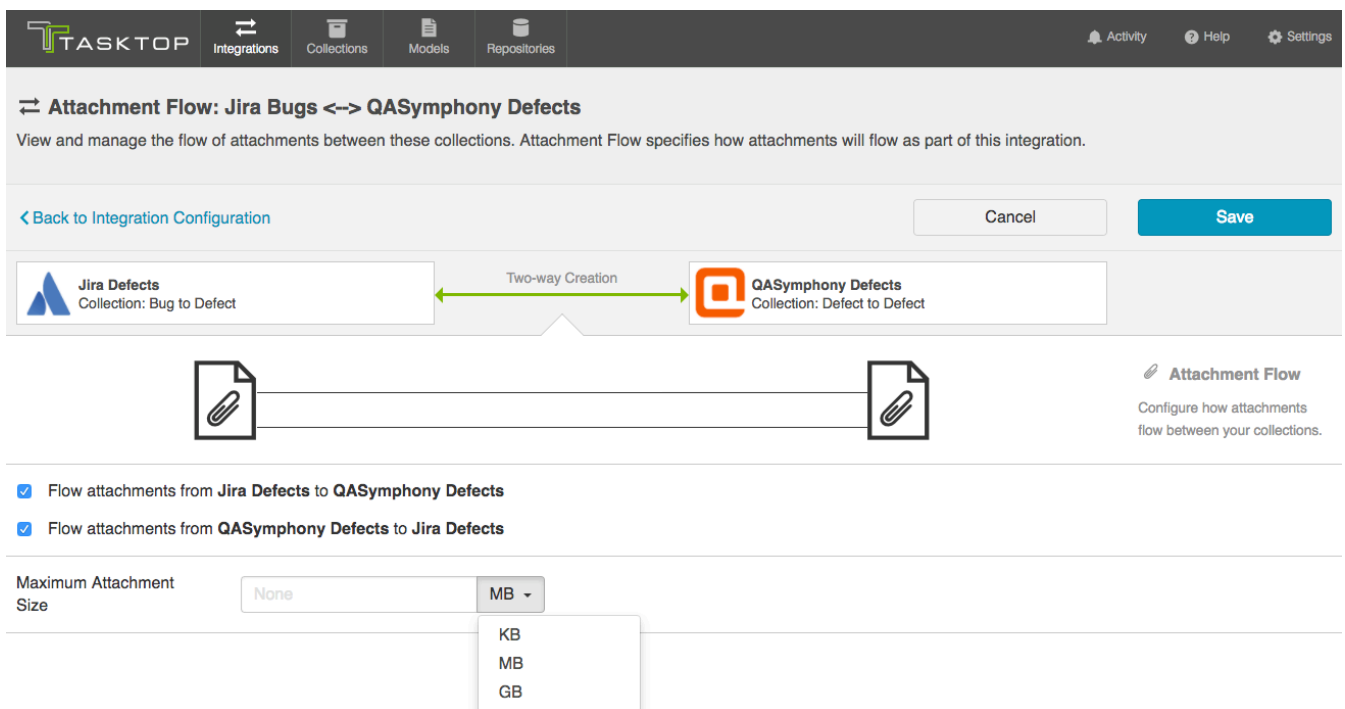 TASKTOP
Integrations
Collections
Models
Repositories
Activity
Help
Settings
Attachment Flow: Jira Bugs <--> QASymphony Defects
View and manage the flow of attachments between these collections. Attachment Flow specifies how attachments will flow as part of this integration.
Back to Integration Configuration
Cancel
Save
Jira Defects
Collection: Bug to Defect
Two-way Creation
QASymphony Defects
Collection: Defect to Defect
Attachment Flow
Configure how attachments
flow between your collections.
Flow attachments from Jira Defects to QASymphony Defects
Flow attachments from QASymphony Defects to Jira Defects
Maximum Attachment
Size
None
MB
KB
MB
GB